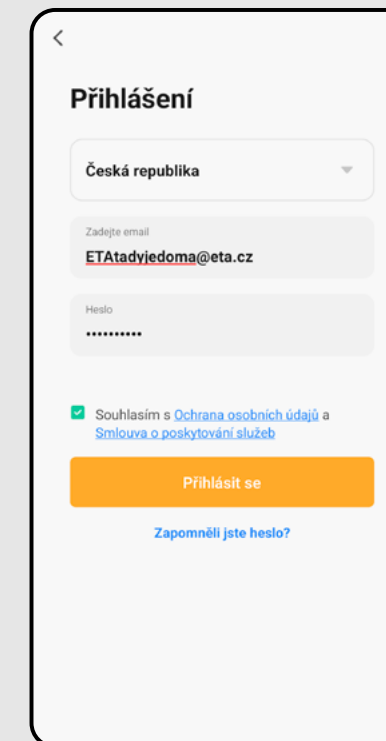 Přihlášení
Česká republika
Zadejte email
ETAtadyjedoma@eta.cz
Heslo
••••••••••
Souhlasím s Ochrana osobních údajů a
Smlouva o poskytování služeb
Přihlásit se
Zapomněli jste heslo?